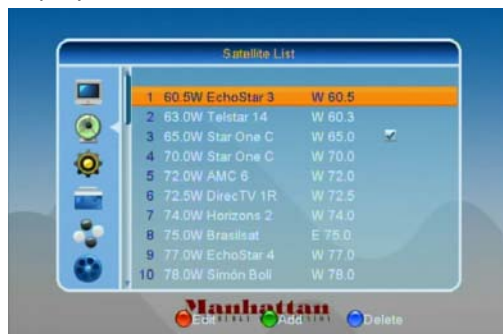 Satellite List
1 60.5W EchoStar 3 W 60.5
2 63.0W Telstar 14 W 60.3
3 65.0W Star One C W 65.0
4 70.0W Star One C W 70.0
5 72.0W AMC 6 W 72.0
6 72.5W DirecTV 1R W 72.5
7 74.0W Horizons 2 W 74.0
8 75.0W Brasilsat E 75.0
9 77.0W EchoStar 4 W 77.0
10 78.0W Simón Boli W 78.0
Manhattan
Edit Add Delete